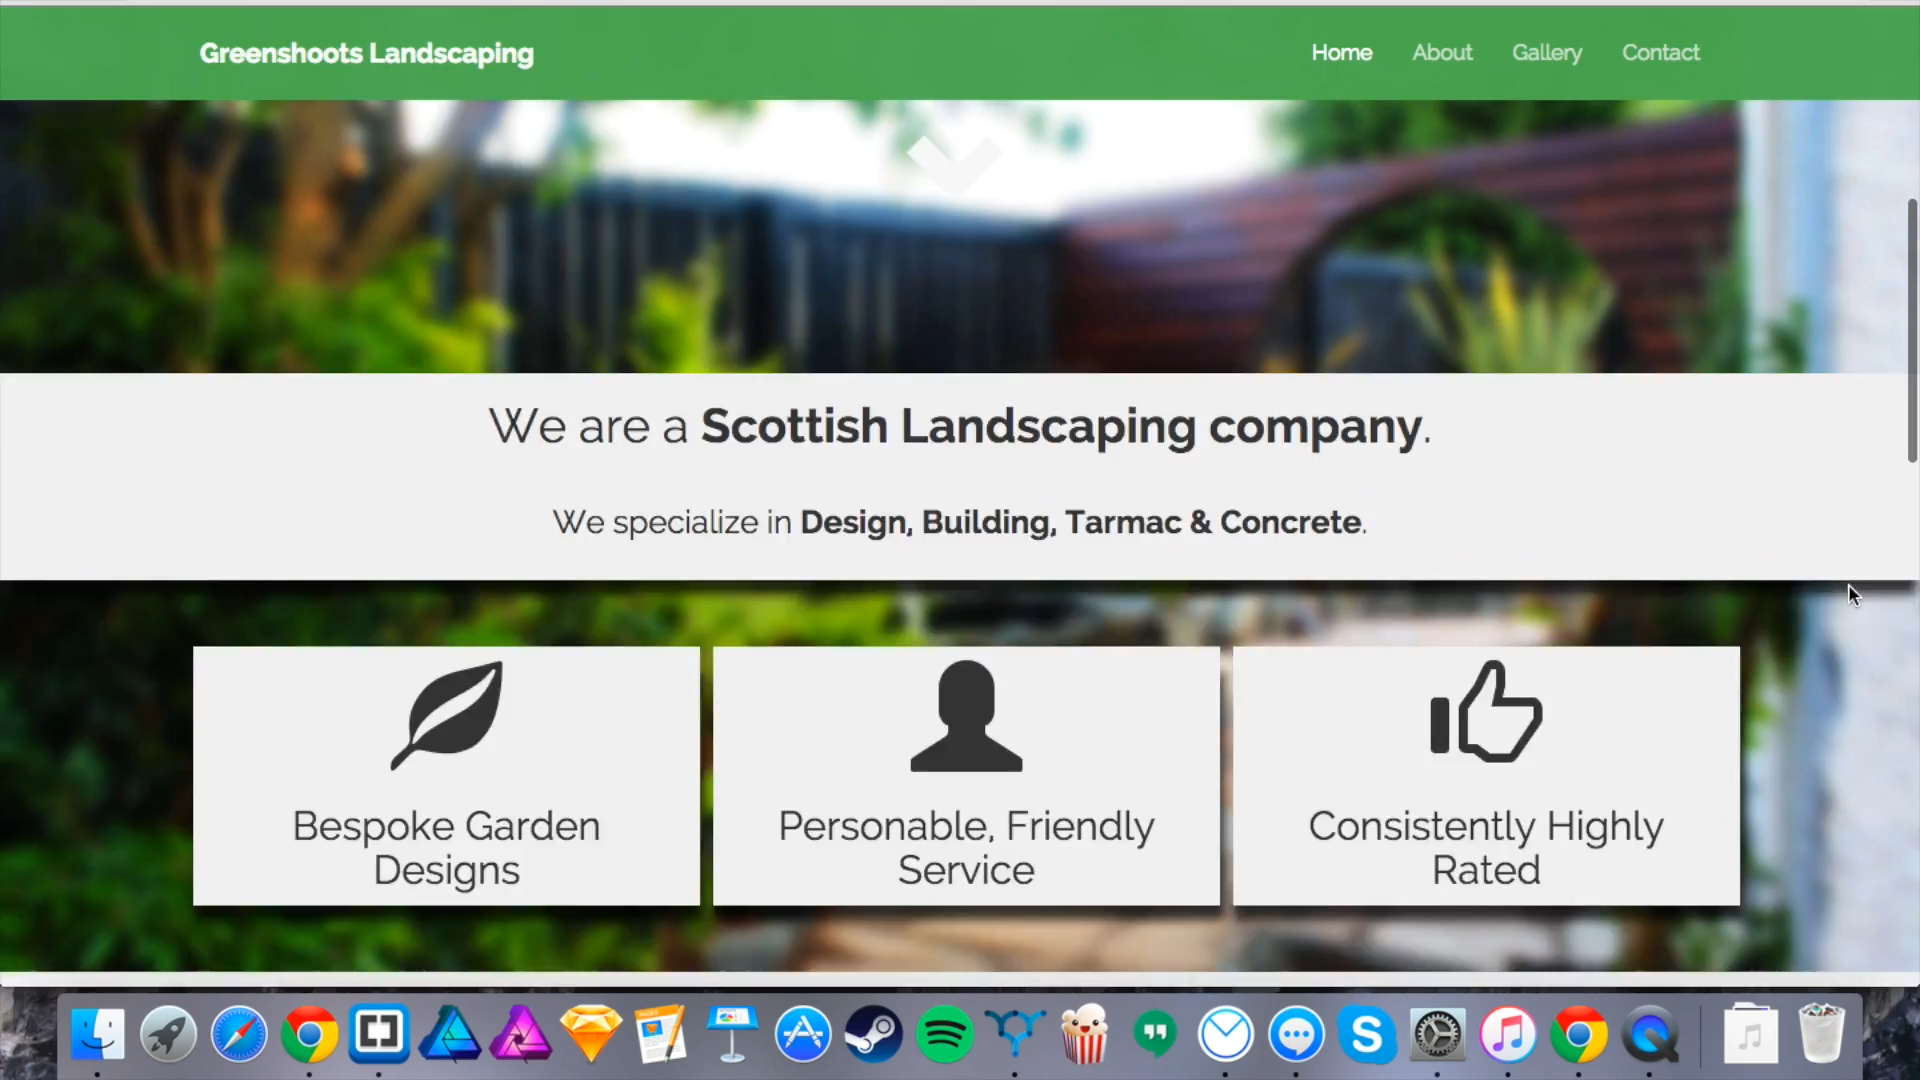 Greenshoots Landscaping
Home About Gallery Contact
We are a Scottish Landscaping company.
We specialize in Design, Building, Tarmac & Concrete.
Bespoke Garden
Designs
Personable, Friendly
Service
Consistently Highly
Rated